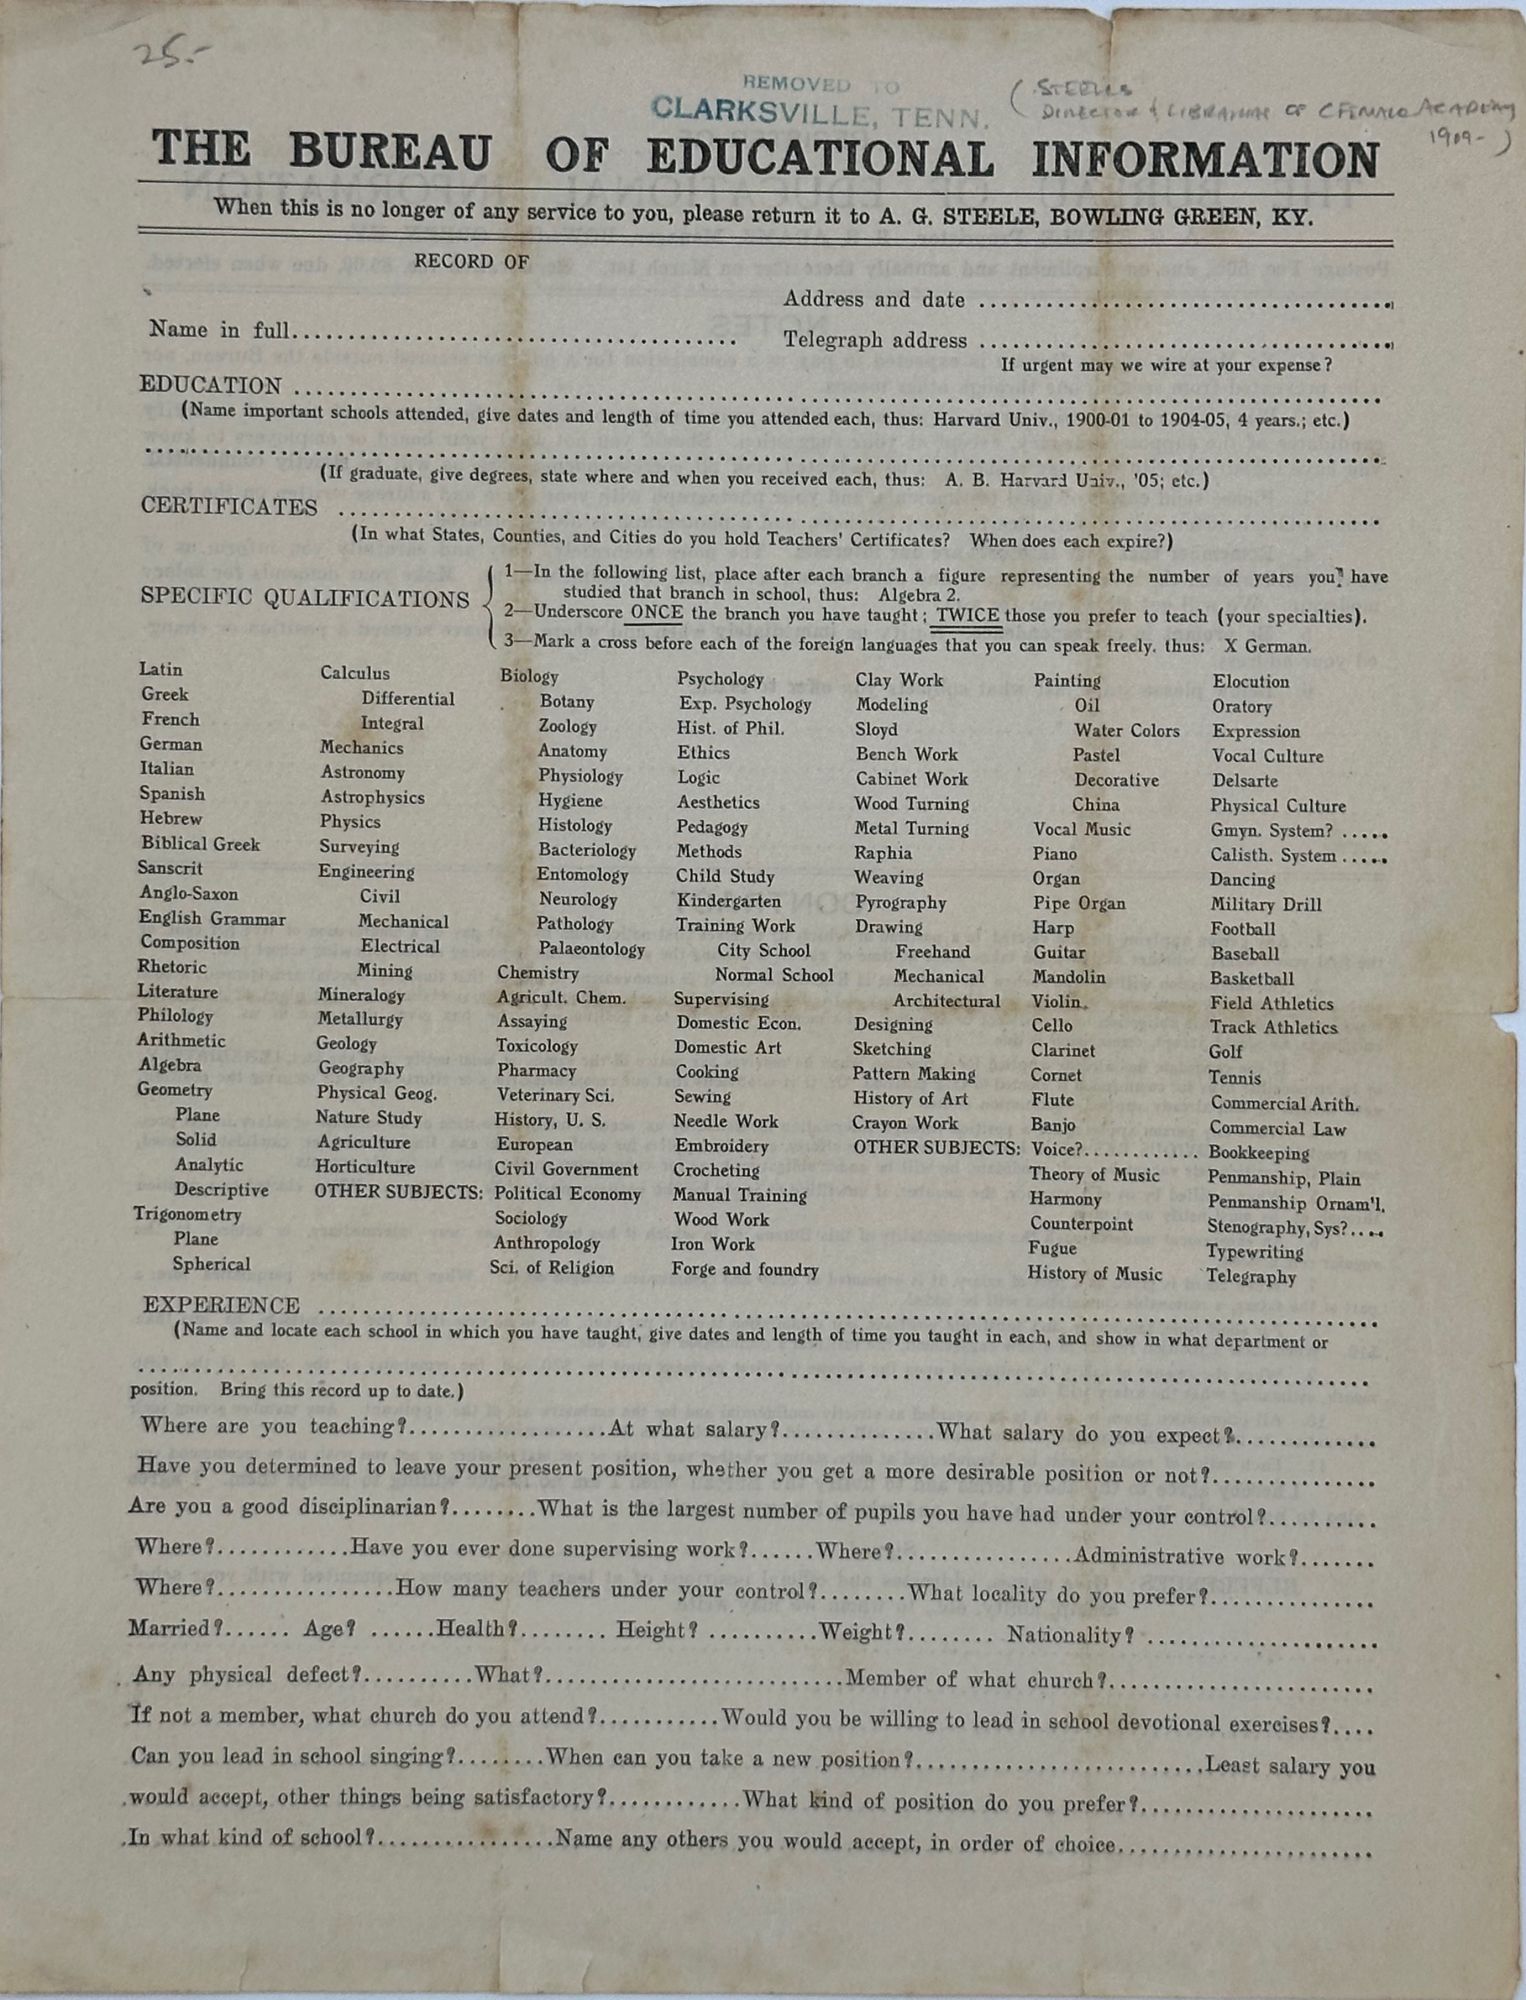 25.-
REMOVED TO
CLARKSVILLE, TENN.
(STEELE
DIRECTOR & LIBRARIAN OF C FEMALE ACADEMY
1909- )
THE BUREAU OF EDUCATIONAL INFORMATION
When this is no longer of any service to you, please return it to A. G. STEELE, BOWLING GREEN, KY.
RECORD OF
Address and date
Name in full
Telegraph address
If urgent may we wire at your expense?
EDUCATION
(Name important schools attended, give dates and length of time you attended each, thus: Harvard Univ., 1900-01 to 1904-05, 4 years.; etc.)
(If graduate, give degrees, state where and when you received each, thus: A. B. Harvard Univ., '05; etc.)
CERTIFICATES
(In what States, Counties, and Cities do you hold Teachers' Certificates? When does each expire?)
SPECIFIC QUALIFICATIONS
1—In the following list, place after each branch a figure representing the number of years you have
studied that branch in school, thus: Algebra 2.
2—Underscore ONCE the branch you have taught; TWICE those you prefer to teach (your specialties).
3—Mark a cross before each of the foreign languages that you can speak freely. thus: X German.
Latin
Greek
French
German
Italian
Spanish
Hebrew
Biblical Greek
Sanscrit
Anglo-Saxon
English Grammar
Composition
Rhetoric
Literature
Philology
Arithmetic
Algebra
Geometry
Plane
Solid
Analytic
Descriptive
Trigonometry
Plane
Spherical
Calculus
Differential
Integral
Mechanics
Astronomy
Astrophysics
Physics
Surveying
Engineering
Civil
Mechanical
Electrical
Mining
Mineralogy
Metallurgy
Geology
Geography
Physical Geog.
Nature Study
Agriculture
Horticulture
OTHER SUBJECTS:
Biology
Botany
Zoology
Anatomy
Physiology
Hygiene
Histology
Bacteriology
Entomology
Neurology
Pathology
Palaeontology
Chemistry
Agricult. Chem.
Assaying
Toxicology
Pharmacy
Veterinary Sci.
History, U. S.
European
Civil Government
Political Economy
Sociology
Anthropology
Sci. of Religion
Psychology
Exp. Psychology
Hist. of Phil.
Ethics
Logic
Aesthetics
Pedagogy
Methods
Child Study
Kindergarten
Training Work
City School
Normal School
Supervising
Domestic Econ.
Domestic Art
Cooking
Sewing
Needle Work
Embroidery
Crocheting
Manual Training
Wood Work
Iron Work
Forge and foundry
Clay Work
Modeling
Sloyd
Bench Work
Cabinet Work
Wood Turning
Metal Turning
Raphia
Weaving
Pyrography
Drawing
Freehand
Mechanical
Architectural
Designing
Sketching
Pattern Making
History of Art
Crayon Work
OTHER SUBJECTS:
Painting
Oil
Water Colors
Pastel
Decorative
China
Vocal Music
Piano
Organ
Pipe Organ
Harp
Guitar
Mandolin
Violin
Cello
Clarinet
Cornet
Flute
Banjo
Voice?............
Theory of Music
Harmony
Counterpoint
Fugue
History of Music
Elocution
Oratory
Expression
Vocal Culture
Delsarte
Physical Culture
Gmyn. System? .....
Calisth. System .....
Dancing
Military Drill
Football
Baseball
Basketball
Field Athletics
Track Athletics
Golf
Tennis
Commercial Arith.
Commercial Law
Bookkeeping
Penmanship, Plain
Penmanship Ornam'l.
Stenography, Sys?....
Typewriting
Telegraphy
EXPERIENCE
(Name and locate each school in which you have taught, give dates and length of time you taught in each, and show in what department or
position. Bring this record up to date.)
Where are you teaching?..................At what salary?..............What salary do you expect?.............
Have you determined to leave your present position, whether you get a more desirable position or not?...............
Are you a good disciplinarian?........What is the largest number of pupils you have had under your control?..........
Where?............Have you ever done supervising work?......Where?................Administrative work?.......
Where?................How many teachers under your control?........What locality do you prefer?...............
Married?...... Age? ......Health?........ Height? ..........Weight?........ Nationality? .....................
Any physical defect?..........What?...........................Member of what church?........................
If not a member, what church do you attend?...........Would you be willing to lead in school devotional exercises?....
Can you lead in school singing?........When can you take a new position?..........................Least salary you
would accept, other things being satisfactory?............What kind of position do you prefer?.....................
In what kind of school?................Name any others you would accept, in order of choice.......................